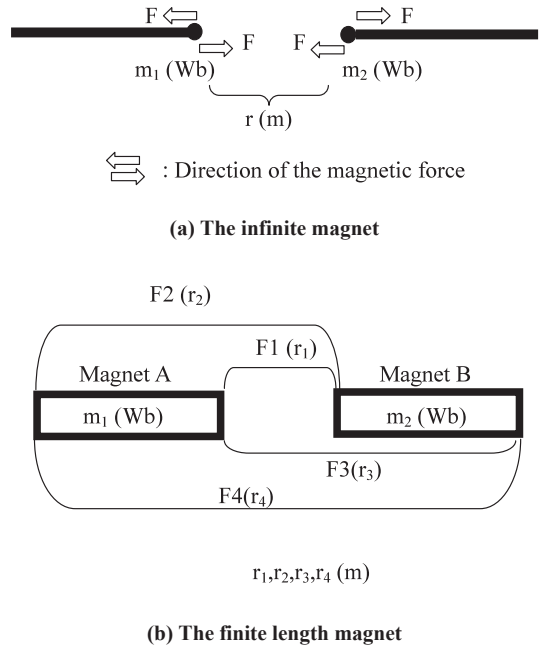 F F
F F
m₁ (Wb) m₂ (Wb)
r (m)
: Direction of the magnetic force
(a) The infinite magnet
F2 (r₂)
F1 (r₁)
Magnet A Magnet B
m₁ (Wb) m₂ (Wb)
F3(r₃)
F4(r₄)
r₁,r₂,r₃,r₄ (m)
(b) The finite length magnet